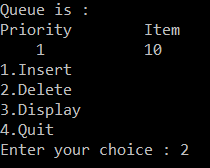 Queue is :
Priority       Item
    1          10
1.Insert
2.Delete
3.Display
4.Quit
Enter your choice : 2